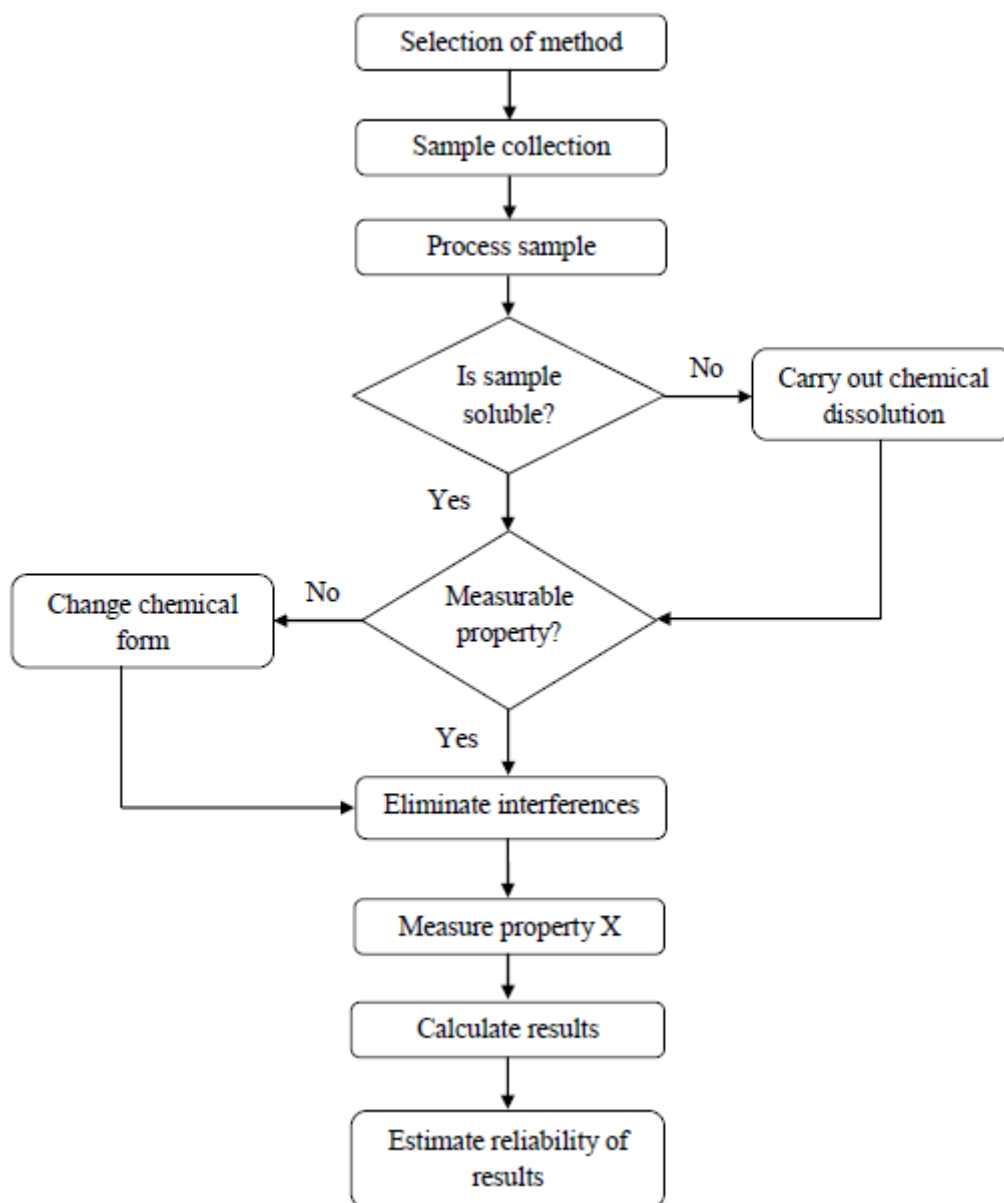 Selection of method
Sample collection
Process sample
Is sample
soluble?
No
Carry out chemical
dissolution
Yes
Measurable
property?
No
Change chemical
form
Yes
Eliminate interferences
Measure property X
Calculate results
Estimate reliability of
results